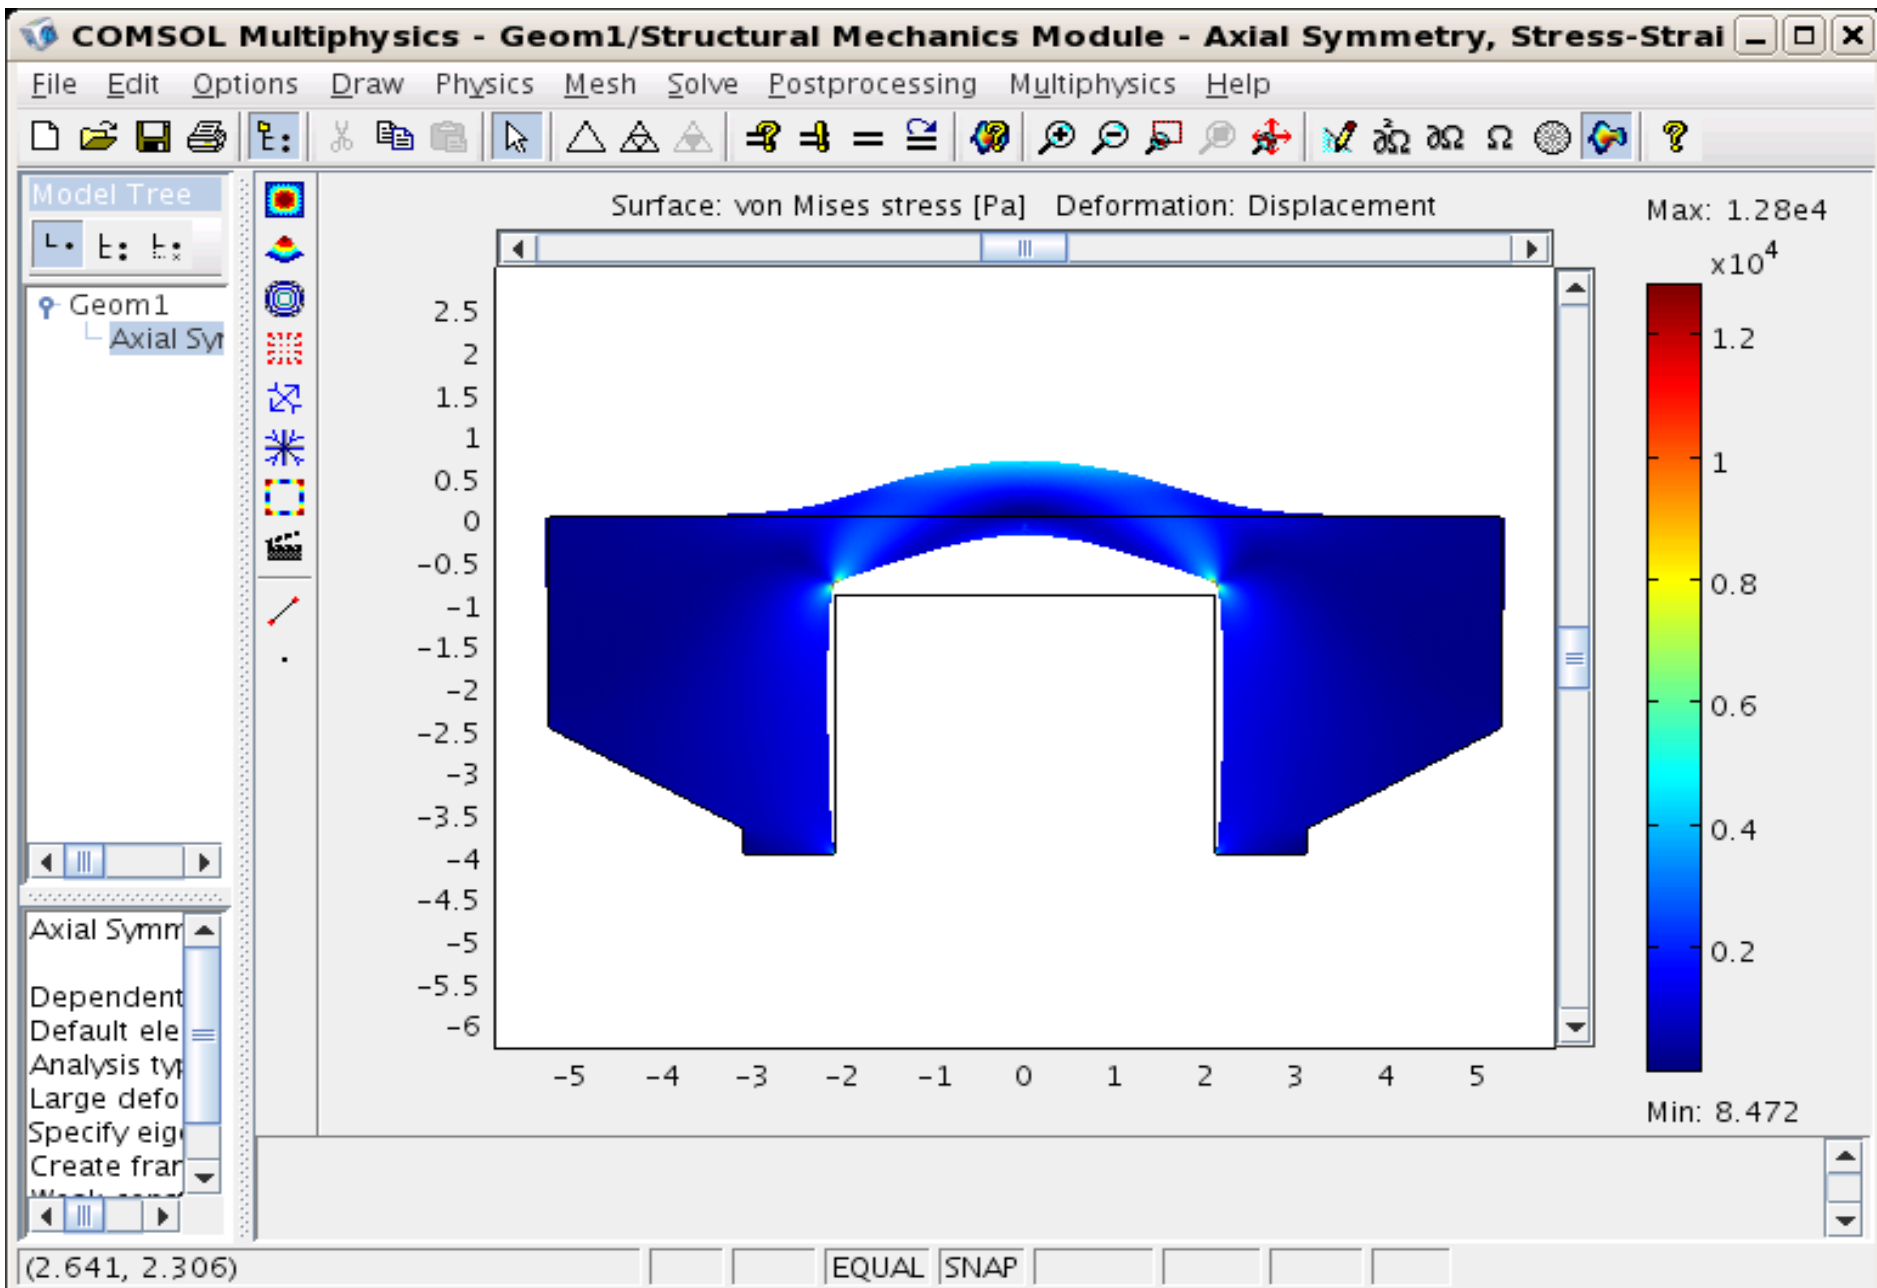 COMSOL Multiphysics - Geom1/Structural Mechanics Module - Axial Symmetry, Stress-Strai
File Edit Options Draw Physics Mesh Solve Postprocessing Multiphysics Help
Model Tree
Geom1
Axial Syr
Surface: von Mises stress [Pa] Deformation: Displacement
Max: 1.28e4
x10^4
2.5
2
1.5
1
0.5
0
-0.5
-1
-1.5
-2
-2.5
-3
-3.5
-4
-4.5
-5
-5.5
-6
-5 -4 -3 -2 -1 0 1 2 3 4 5
1.2
1
0.8
0.6
0.4
0.2
Min: 8.472
Axial Symm
Dependent
Default ele
Analysis typ
Large defo
Specify eige
Create fran
(2.641, 2.306) EQUAL SNAP